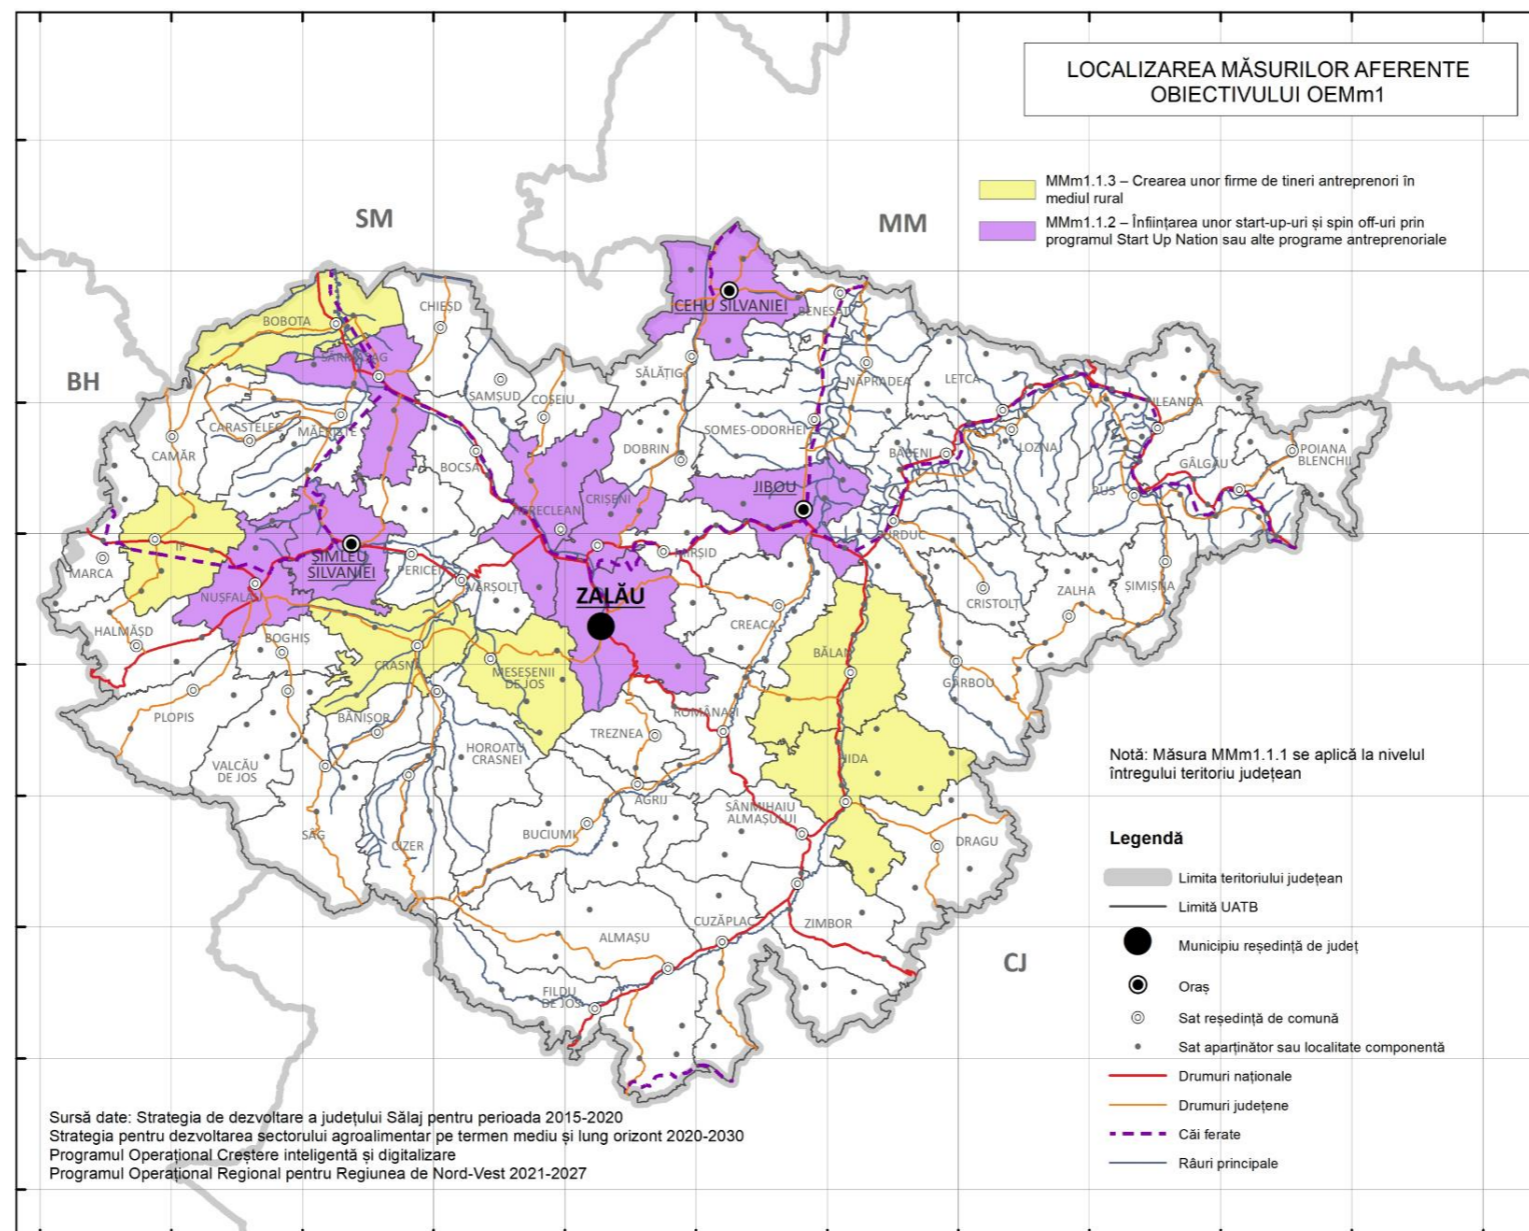 LOCALIZAREA MĂSURILOR AFERENTE
OBIECTIVULUI OEMm1
MMm1.1.3 – Crearea unor firme de tineri antreprenori în
mediul rural
MMm1.1.2 – Înființarea unor start-up-uri și spin off-uri prin
programul Start Up Nation sau alte programe antreprenoriale
SM
MM
BH
CJ
CEHU SILVANIEI
BENESAT
CHIEȘD
BOBOTA
SĂRMĂȘAG
SĂLĂȚIG
NĂPRADEA
LETCA
ILEANDA
SAMȘUD
COȘEIU
CARASTELEC
MĂERIȘTE
CAMĂR
BOCȘA
DOBRIN
SOMEȘ-ODORHEI
BĂBENI
LOZNA
GÂLGĂU
POIANA
BLENCHII
RUS
JIBOU
CRIȘENI
HERECLEAN
MIRȘID
SURDUC
IP
MARCA
ȘIMLEU
SILVANIEI
PERICEI
VÂRȘOLȚ
NUȘFALĂU
ZALĂU
CRISTOLȚ
ZALHA
ȘIMIȘNA
HALMĂȘD
BOGHIȘ
CRASNA
MESEȘENII
DE JOS
CREACA
BĂLAN
GÂRBOU
PLOPIȘ
BĂNIȘOR
VALCĂU
DE JOS
HOROATU
CRASNEI
TREZNEA
ROMÂNAȘI
HIDA
AGRIJ
SÂNMIHAIU
ALMAȘULUI
SÂG
CIZER
BUCIUMI
DRAGU
CUZĂPLAC
ZIMBOR
ALMAȘU
FILDU
DE JOS
Notă: Măsura MMm1.1.1 se aplică la nivelul
întregului teritoriu județean
Legendă
Limita teritoriului județean
Limită UATB
Municipiu reședință de județ
Oraș
Sat reședință de comună
Sat aparținător sau localitate componentă
Drumuri naționale
Drumuri județene
Căi ferate
Râuri principale
Sursă date: Strategia de dezvoltare a județului Sălaj pentru perioada 2015-2020
Strategia pentru dezvoltarea sectorului agroalimentar pe termen mediu și lung orizont 2020-2030
Programul Operațional Creștere inteligentă și digitalizare
Programul Operațional Regional pentru Regiunea de Nord-Vest 2021-2027